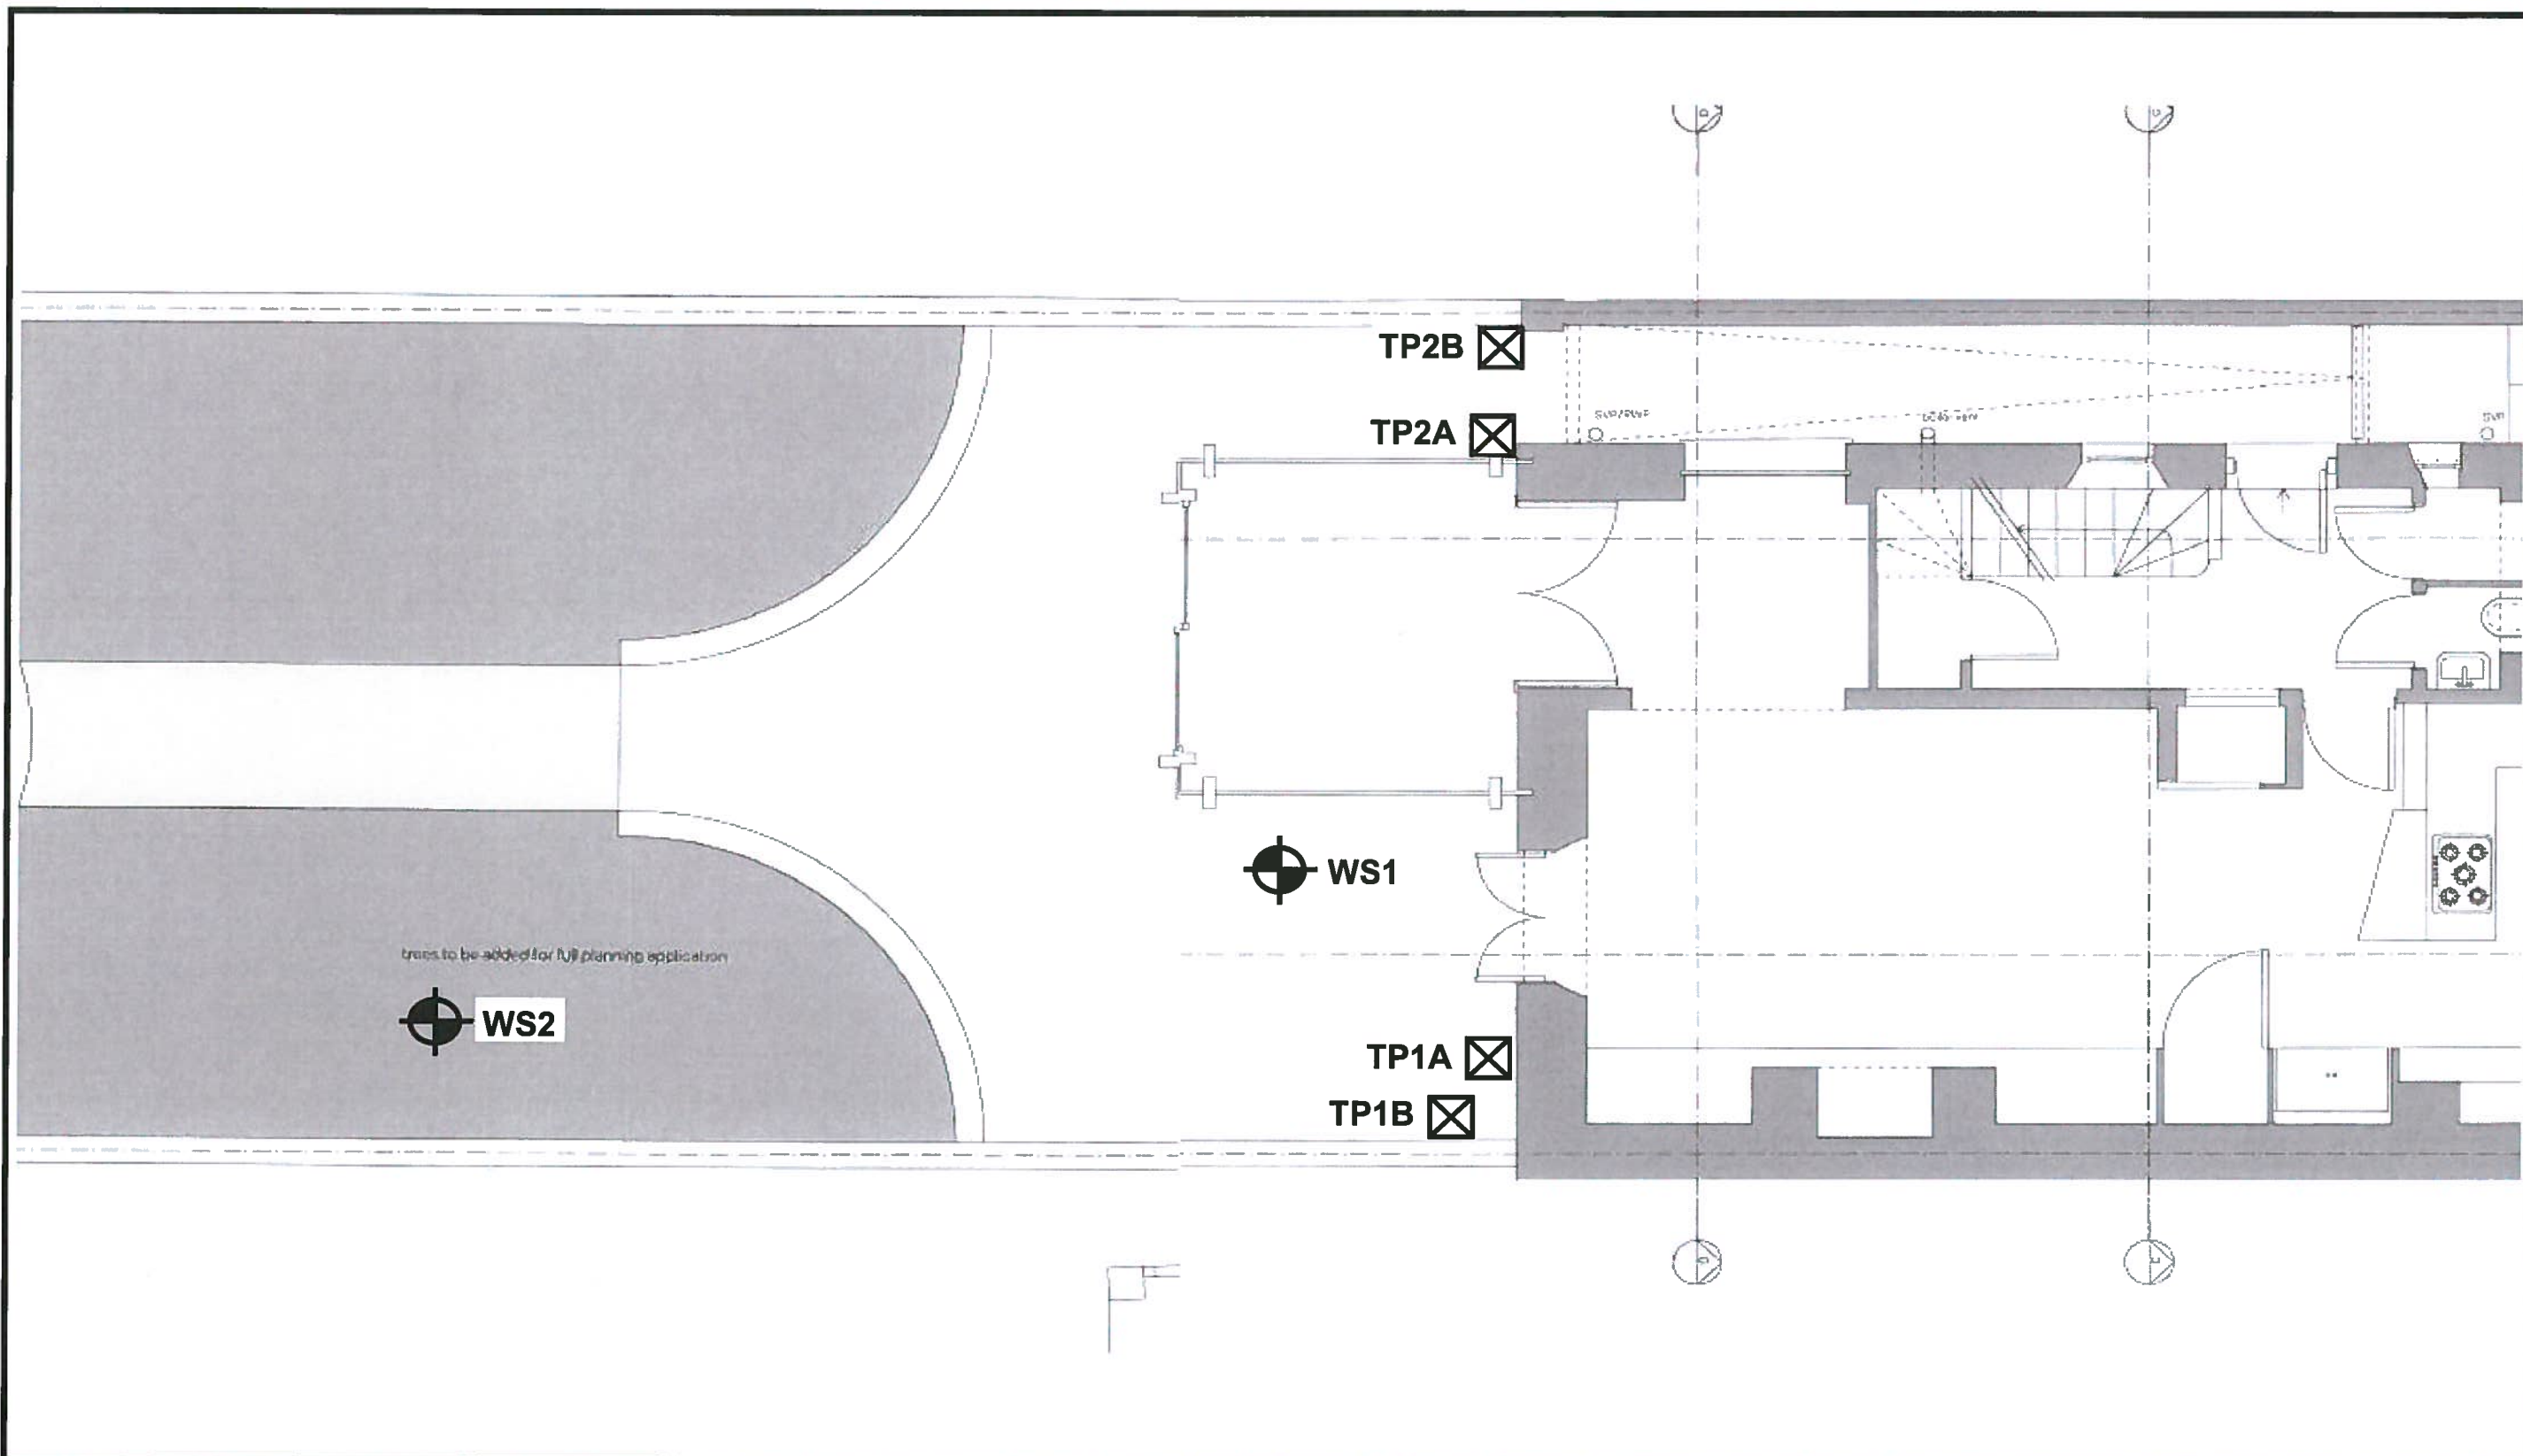 TP2B
TP2A
WS1
trees to be added for full planning application
WS2
TP1A
TP1B